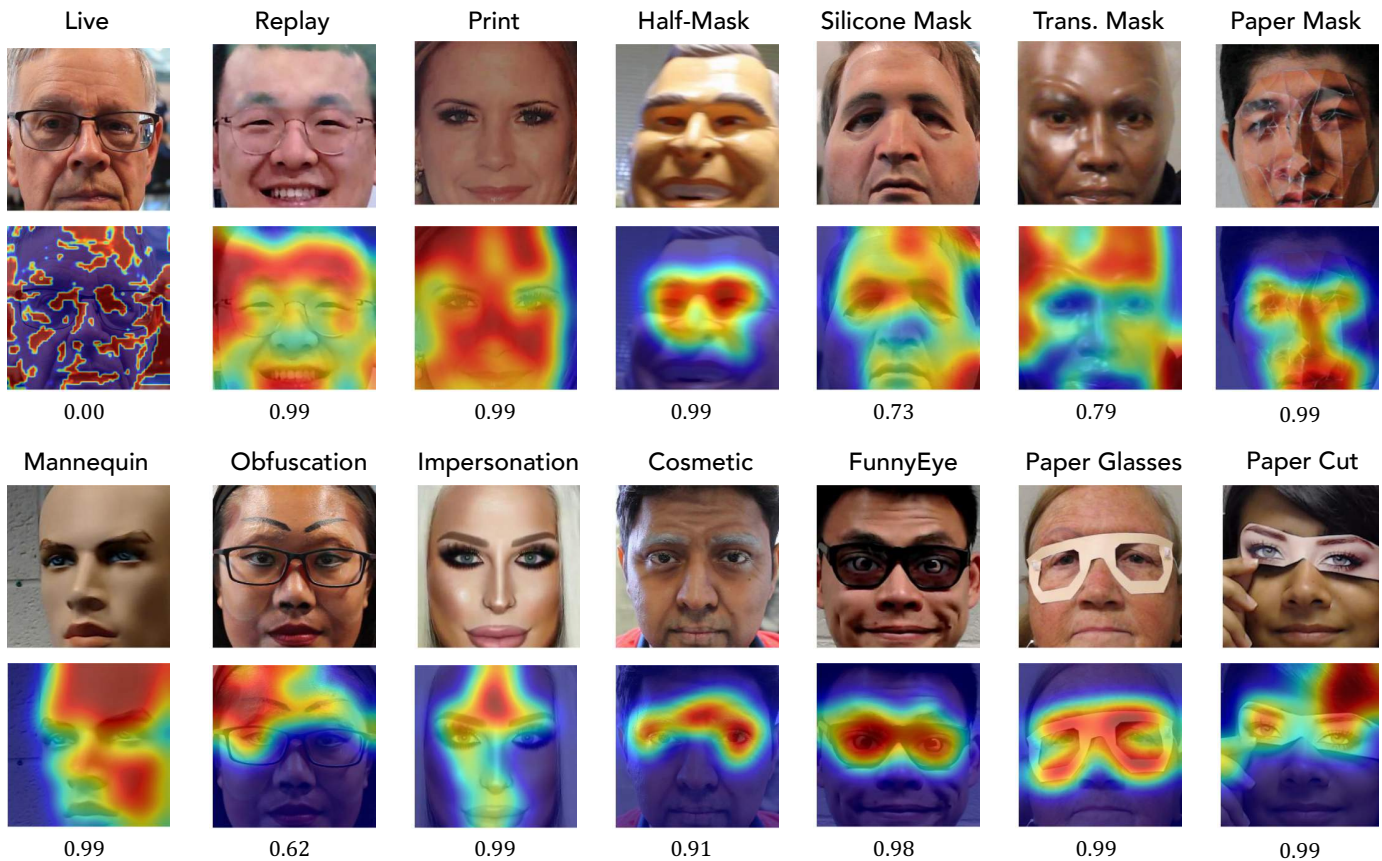 Live Replay Print Half-Mask Silicone Mask Trans. Mask Paper Mask
0.00 0.99 0.99 0.99 0.73 0.79 0.99
Mannequin Obfuscation Impersonation Cosmetic FunnyEye Paper Glasses Paper Cut
0.99 0.62 0.99 0.91 0.98 0.99 0.99